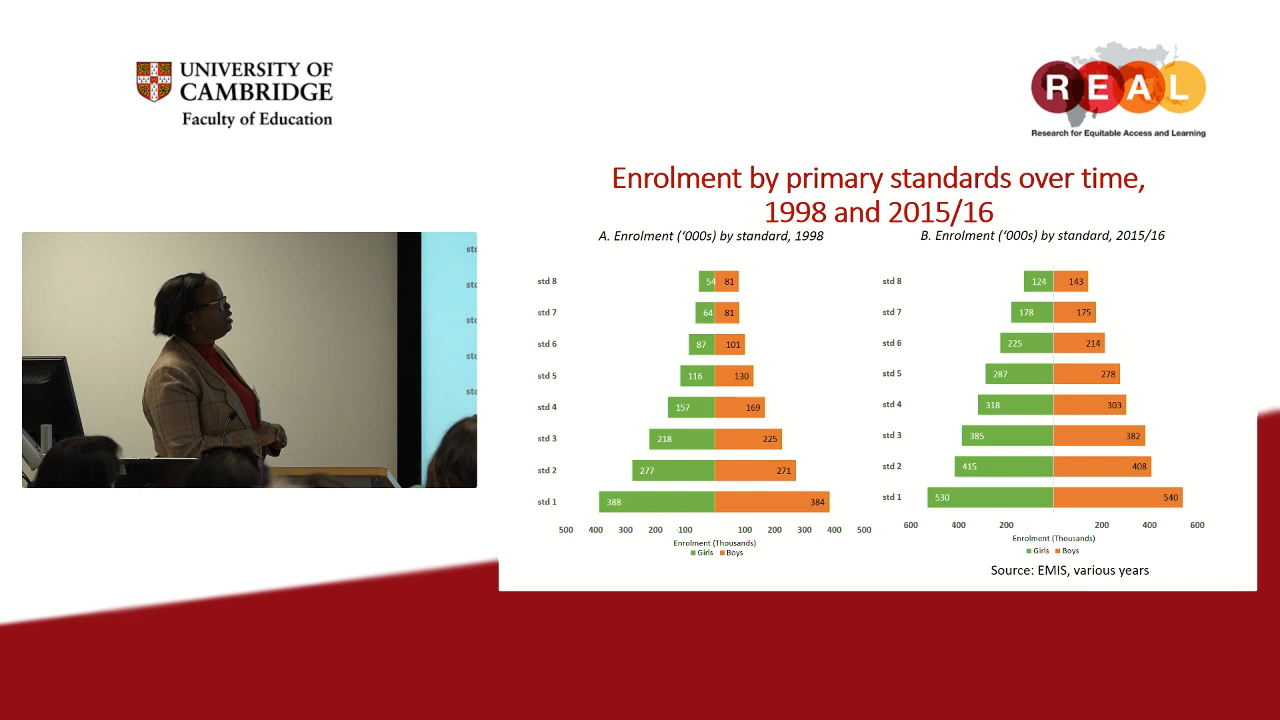 UNIVERSITY OF
CAMBRIDGE
Faculty of Education
R E A L
Research for Equitable Access and Learning
Enrolment by primary standards over time,
1998 and 2015/16
A. Enrolment (‘000s) by standard, 1998
std 8 54 81
std 7 64 81
std 6 87 101
std 5 116 130
std 4 157 169
std 3 218 225
std 2 277 271
std 1 388 384
500 400 300 200 100 100 200 300 400 500
Enrolment (Thousands)
Girls Boys
B. Enrolment (‘000s) by standard, 2015/16
std 8 124 143
std 7 178 175
std 6 225 214
std 5 287 278
std 4 318 303
std 3 385 382
std 2 415 408
std 1 530 540
600 400 200 200 400 600
Enrolment (Thousands)
Girls Boys
Source: EMIS, various years